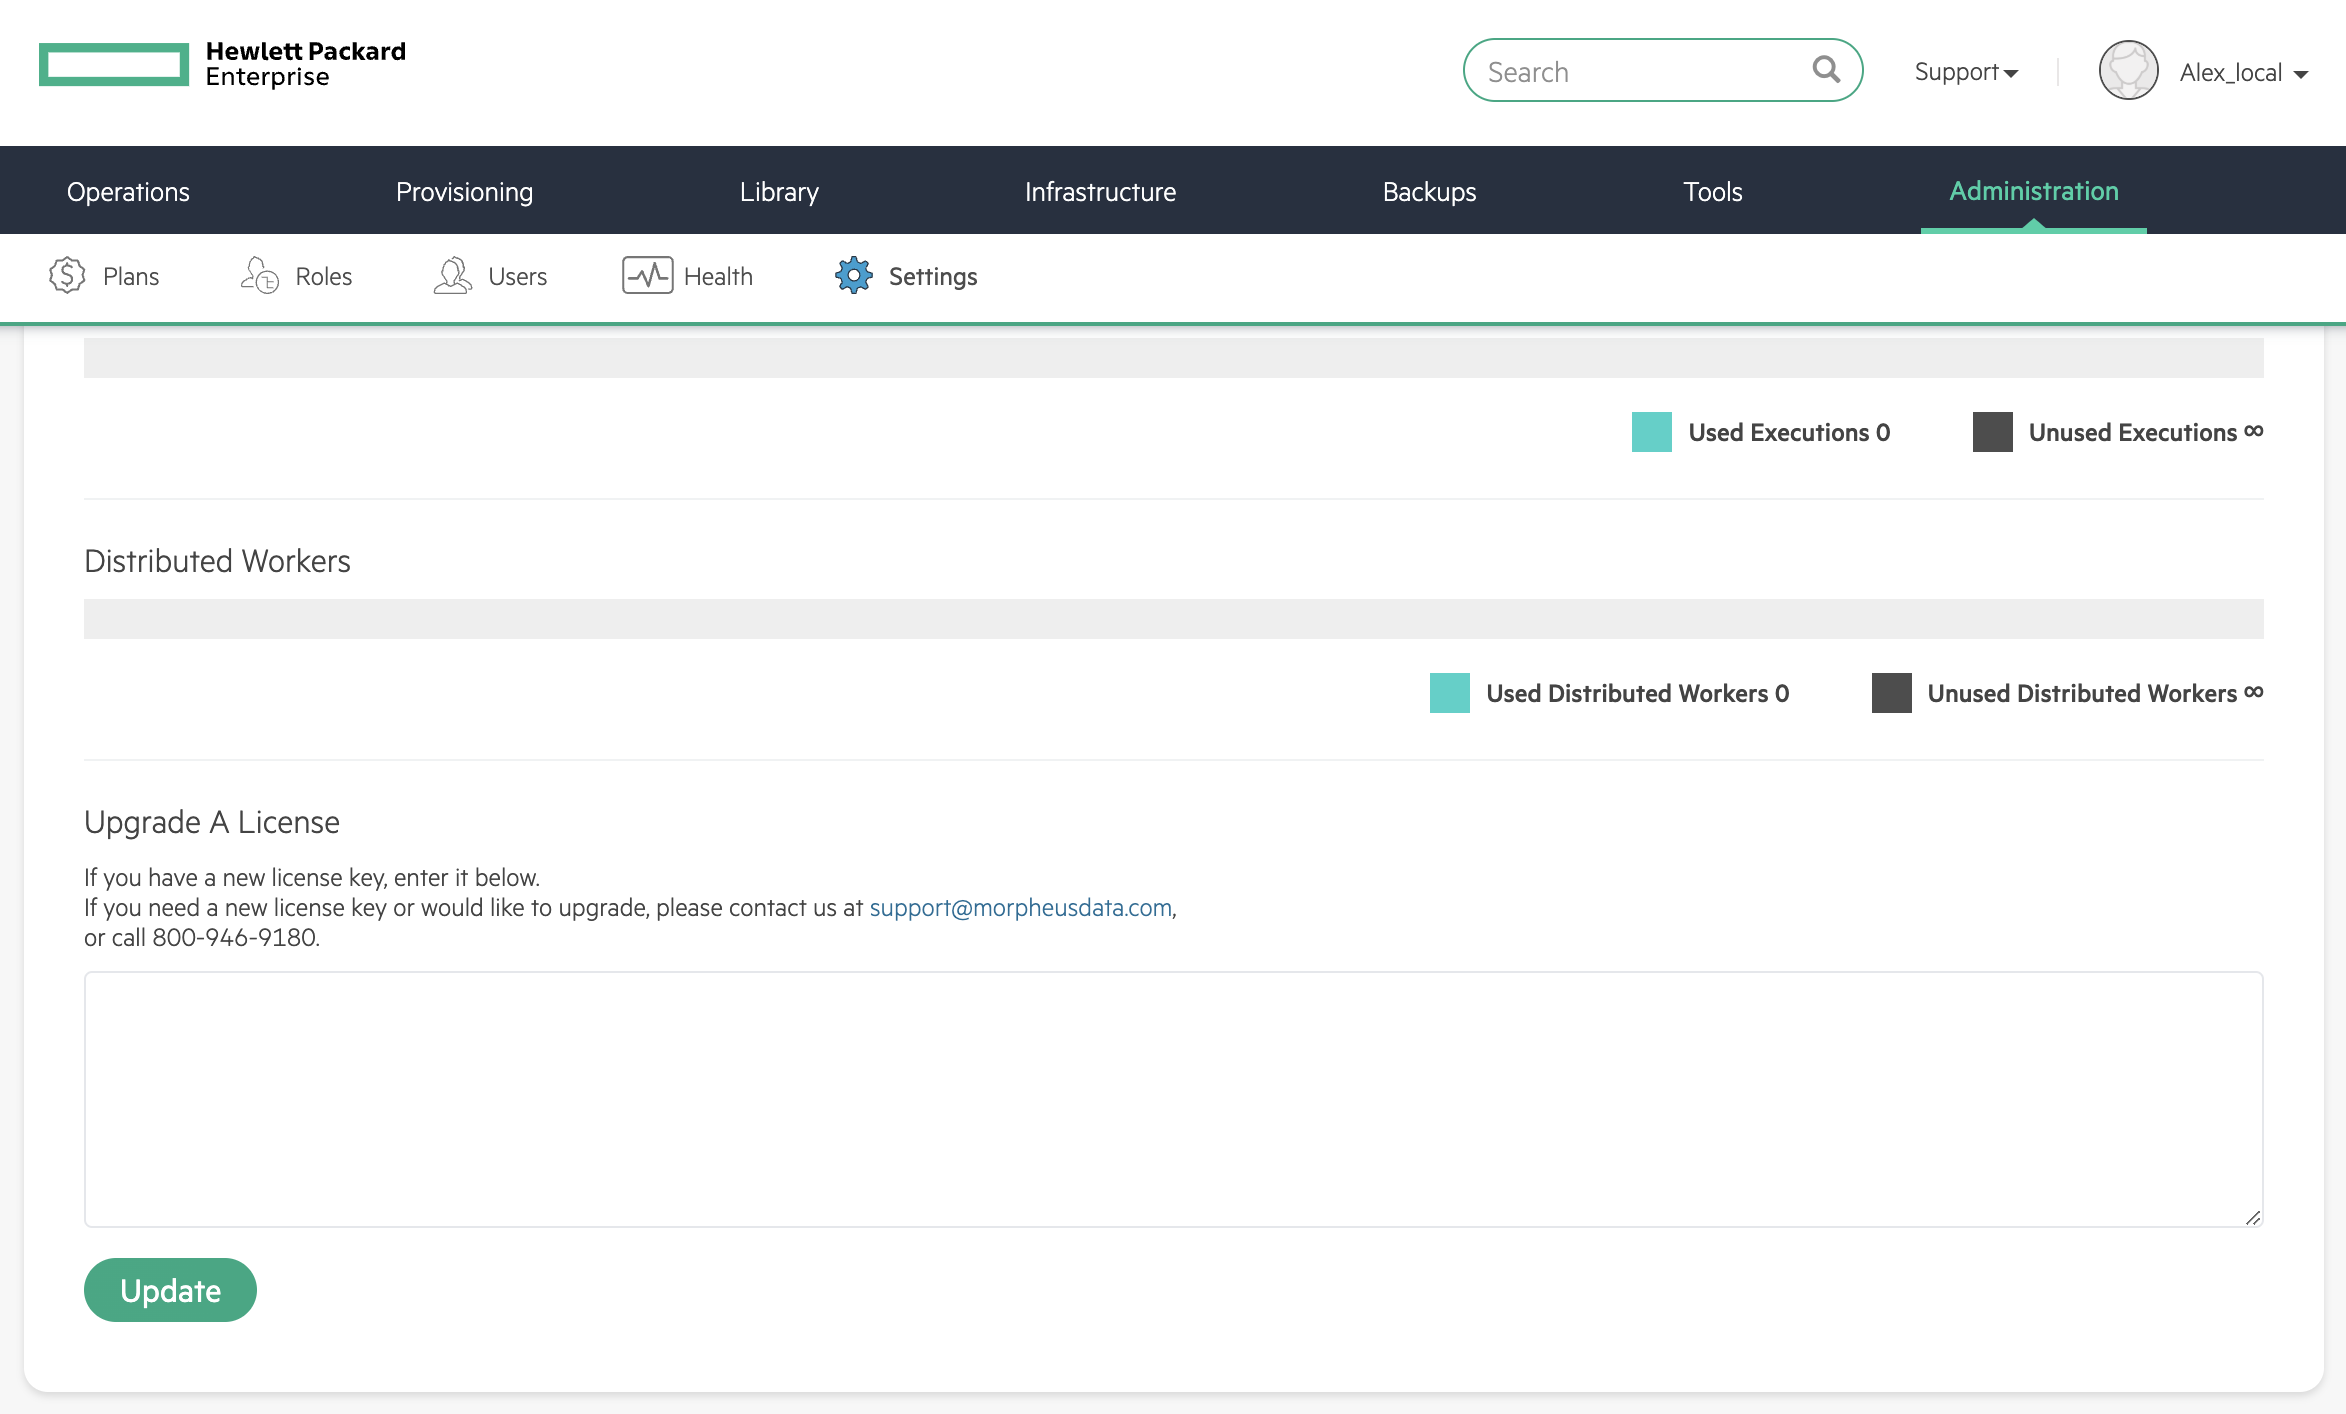 Hewlett Packard
Enterprise
Search
Support
Alex_local
Operations
Provisioning
Library
Infrastructure
Backups
Tools
Administration
Plans
Roles
Users
Health
Settings
Used Executions 0
Unused Executions ∞
Distributed Workers
Used Distributed Workers 0
Unused Distributed Workers ∞
Upgrade A License
If you have a new license key, enter it below.
If you need a new license key or would like to upgrade, please contact us at support@morpheusdata.com,
or call 800-946-9180.
Update